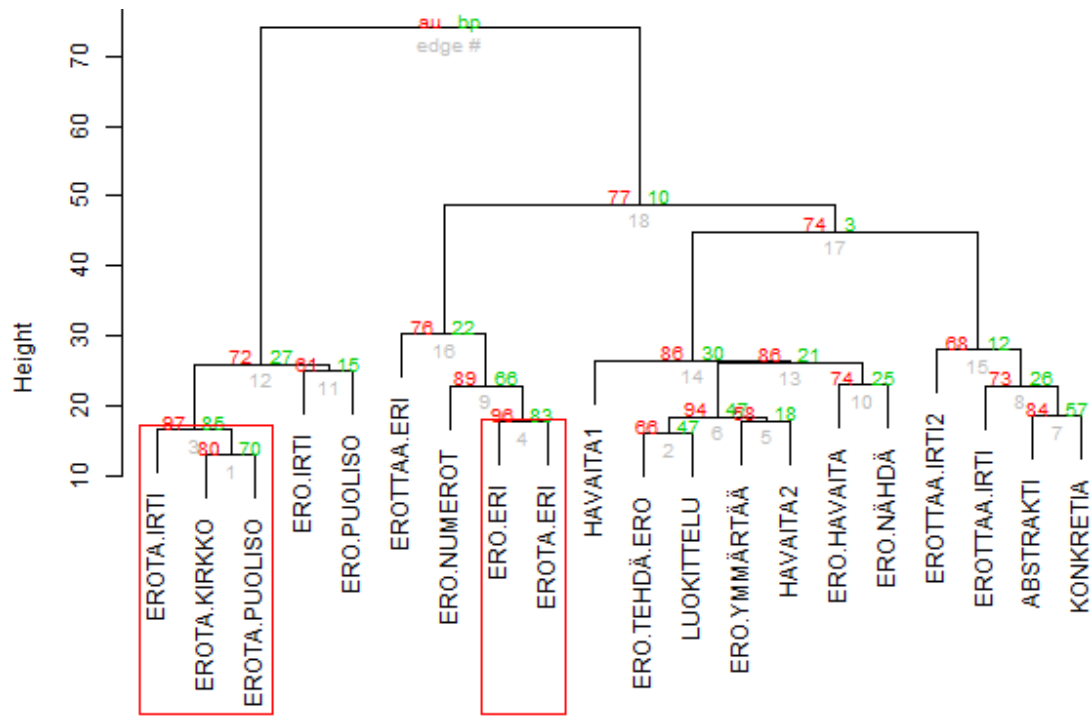 au bp
edge #
70
60
50
40
30
20
10
Height
77 10
18
74 3
17
76 22
16
86 30
14
86 21
13
68 12
15
72 27
12
61 15
11
89 66
9
74 25
10
73 26
8
97 85
3
96 83
4
94 47
6
68 18
5
84 57
7
80 70
1
66 47
2
EROTA.IRTI
EROTA.KIRKKO
EROTA.PUOLISO
ERO.IRTI
ERO.PUOLISO
EROTTAA.ERI
ERO.NUMEROT
ERO.ERI
EROTA.ERI
HAVAITA1
ERO.TEHDÄ.ERO
LUOKITTELU
ERO.YMMÄRTÄÄ
HAVAITA2
ERO.HAVAITA
ERO.NÄHDÄ
EROTTAA.IRTI2
EROTTAA.IRTI
ABSTRAKTI
KONKRETIA